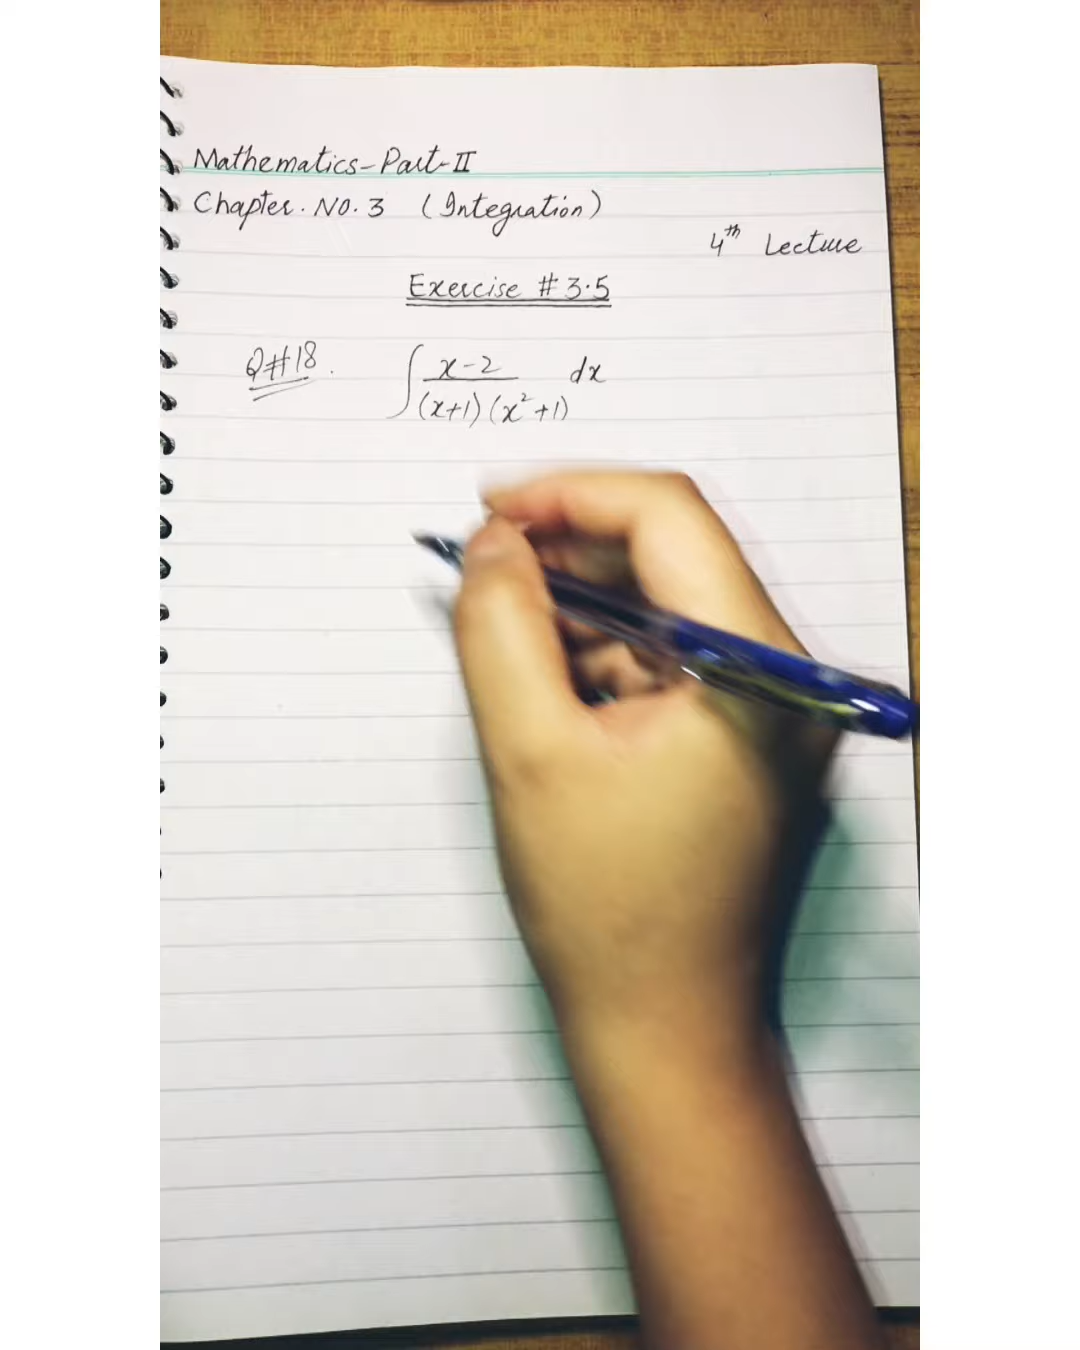 Mathematics-Part-II
Chapter. No. 3 (Integration)
4th Lecture
Exercise # 3.5
Q#18. ∫ x-2 / (x+1)(x²+1) dx